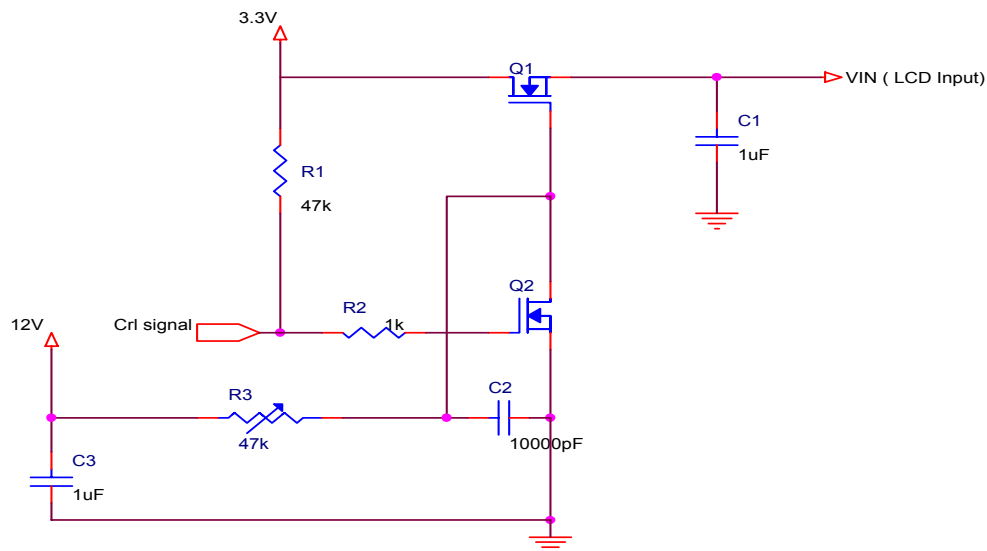 3.3V
Q1
VIN ( LCD Input)
C1
1uF
R1
47k
Q2
R2
1k
12V
Crl signal
R3
47k
C2
10000pF
C3
1uF